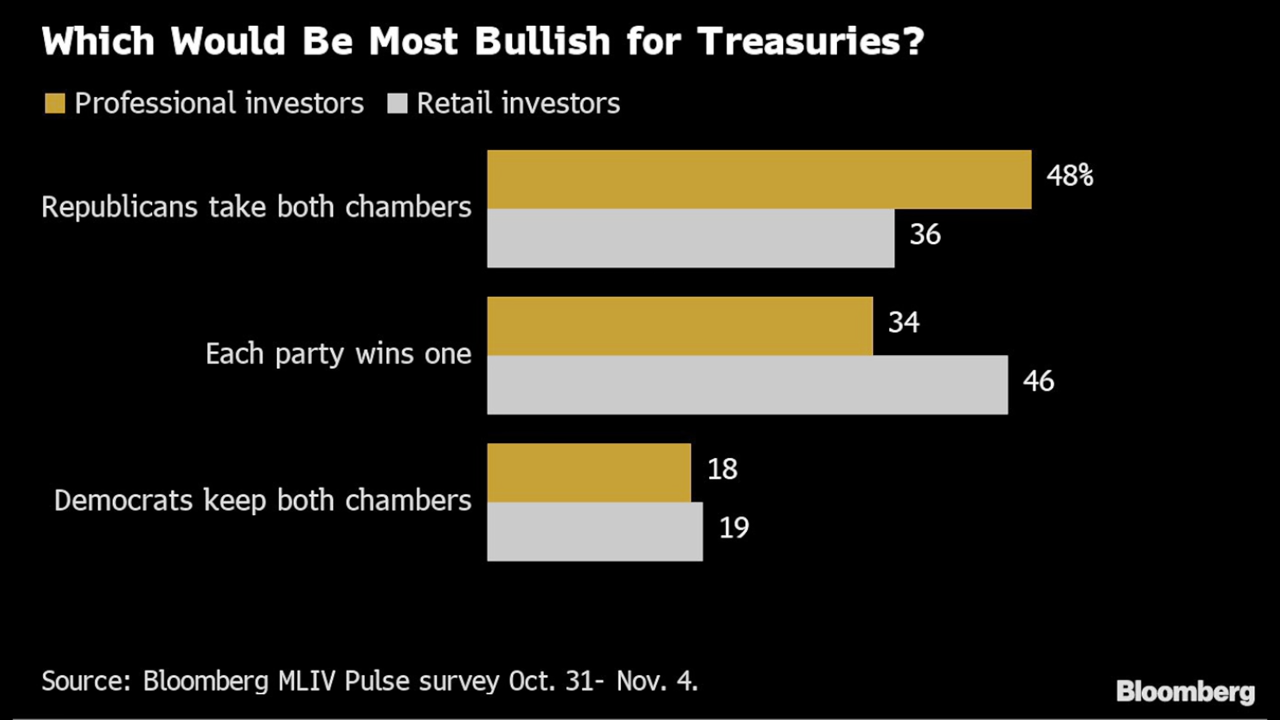 Which Would Be Most Bullish for Treasuries?
Professional investors Retail investors
Republicans take both chambers
48%
36
Each party wins one
34
46
Democrats keep both chambers
18
19
Source: Bloomberg MLIV Pulse survey Oct. 31- Nov. 4.
Bloomberg